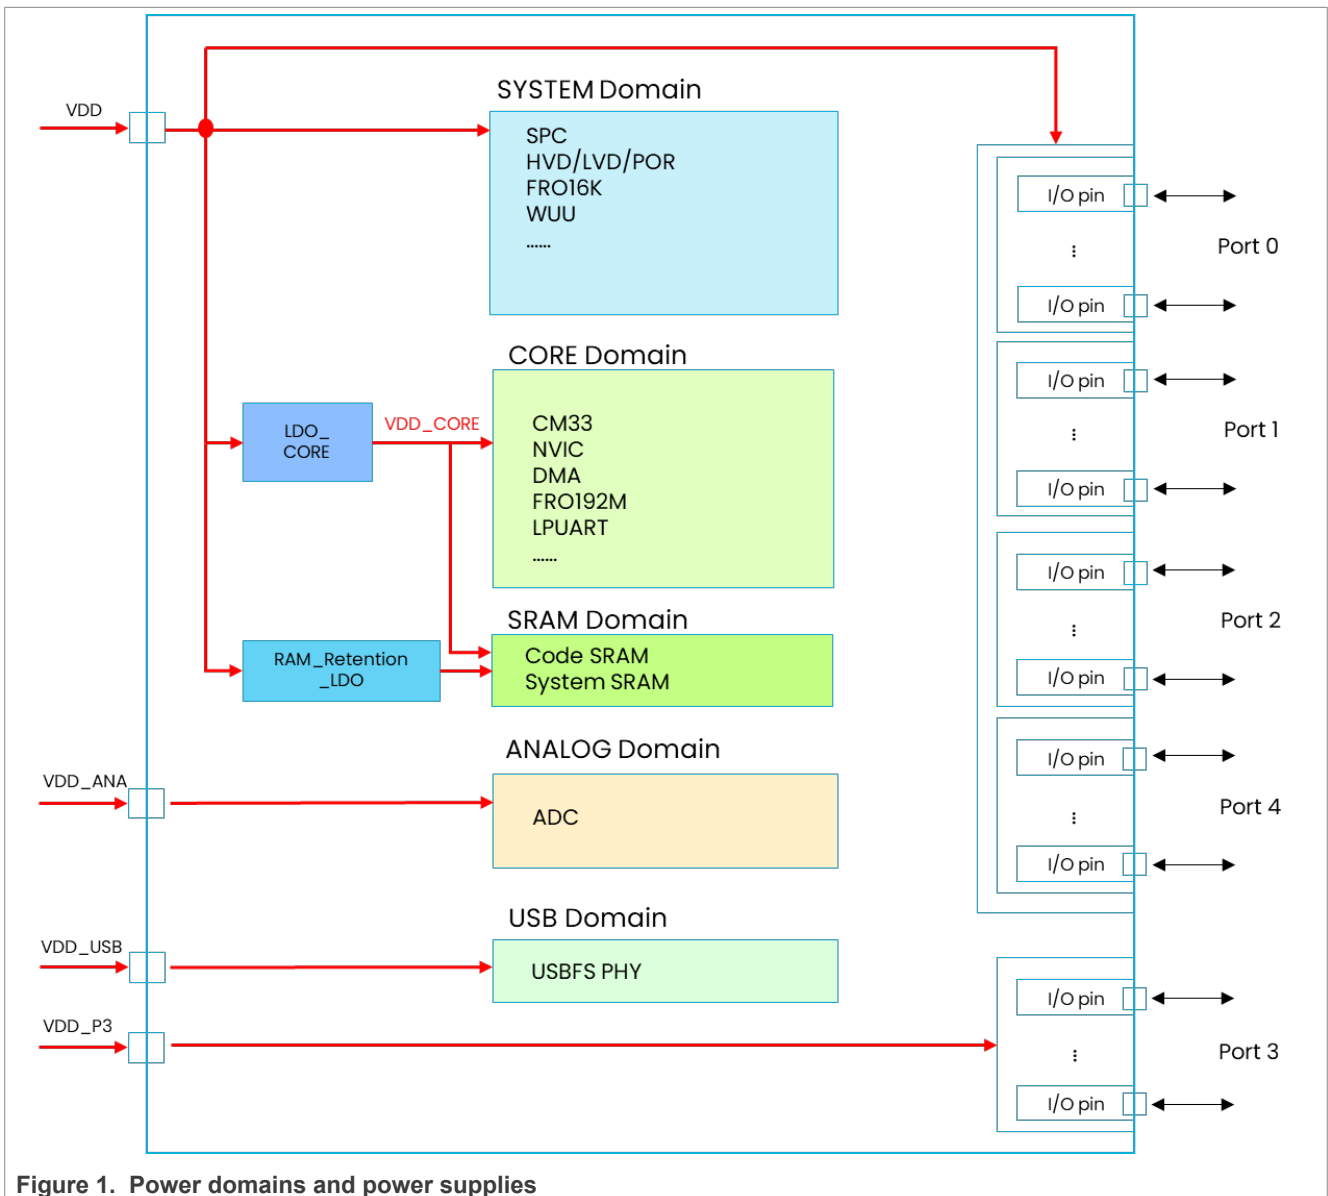 VDD
SYSTEM Domain
SPC
HVD/LVD/POR
FRO16K
WUU
......
CORE Domain
LDO_
CORE
VDD_CORE
CM33
NVIC
DMA
FRO192M
LPUART
......
SRAM Domain
RAM_Retention
_LDO
Code SRAM
System SRAM
ANALOG Domain
VDD_ANA
ADC
USB Domain
VDD_USB
USBFS PHY
VDD_P3
I/O pin
...
I/O pin
Port 0
I/O pin
...
I/O pin
Port 1
I/O pin
...
I/O pin
Port 2
I/O pin
...
I/O pin
Port 4
I/O pin
...
I/O pin
Port 3
Figure 1. Power domains and power supplies